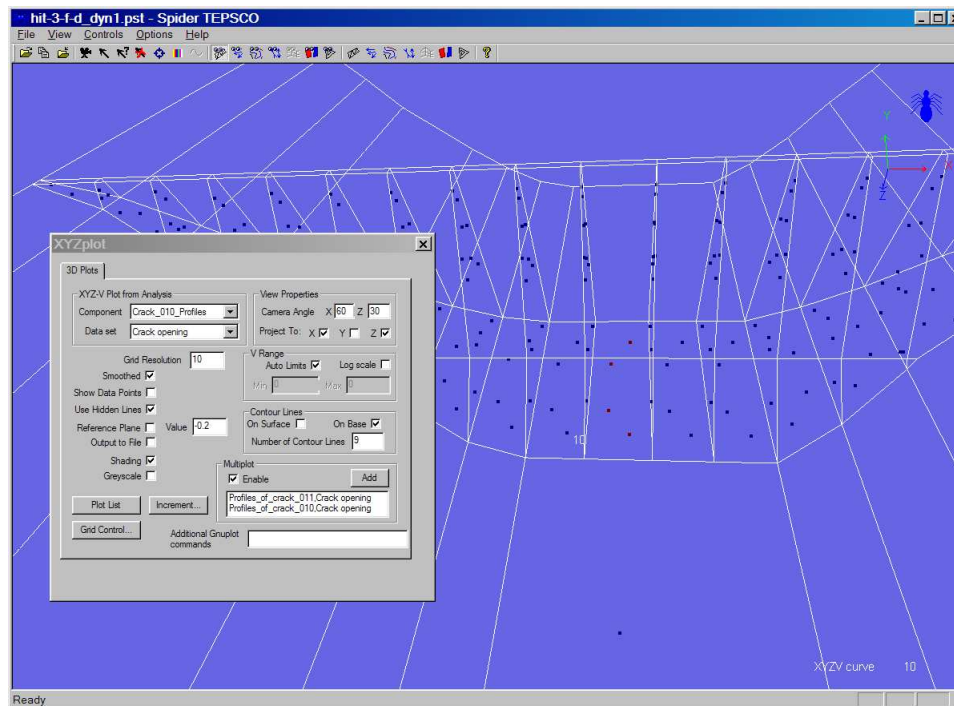 hit-3-f-d_dyn1.pst - Spider TEPSCO
File View Controls Options Help
Y
X
Z
XYZplot
3D Plots
XYZ-V Plot from Analysis
Component Crack_010_Profiles
Data set Crack opening
Grid Resolution 10
Smoothed
Show Data Points
Use Hidden Lines
Reference Plane Value -0.2
Output to File
Shading
Greyscale
Plot List Increment...
Grid Control...
View Properties
Camera Angle X 60 Z 30
Project To: X Y Z
V Range
Auto Limits Log scale
Min 0 Max 0
Contour Lines
On Surface On Base
Number of Contour Lines 9
Multiplot
Enable Add
Profiles_of_crack_011,Crack opening
Profiles_of_crack_010,Crack opening
Additional Gnuplot
commands
10
XYZV curve 10
Ready